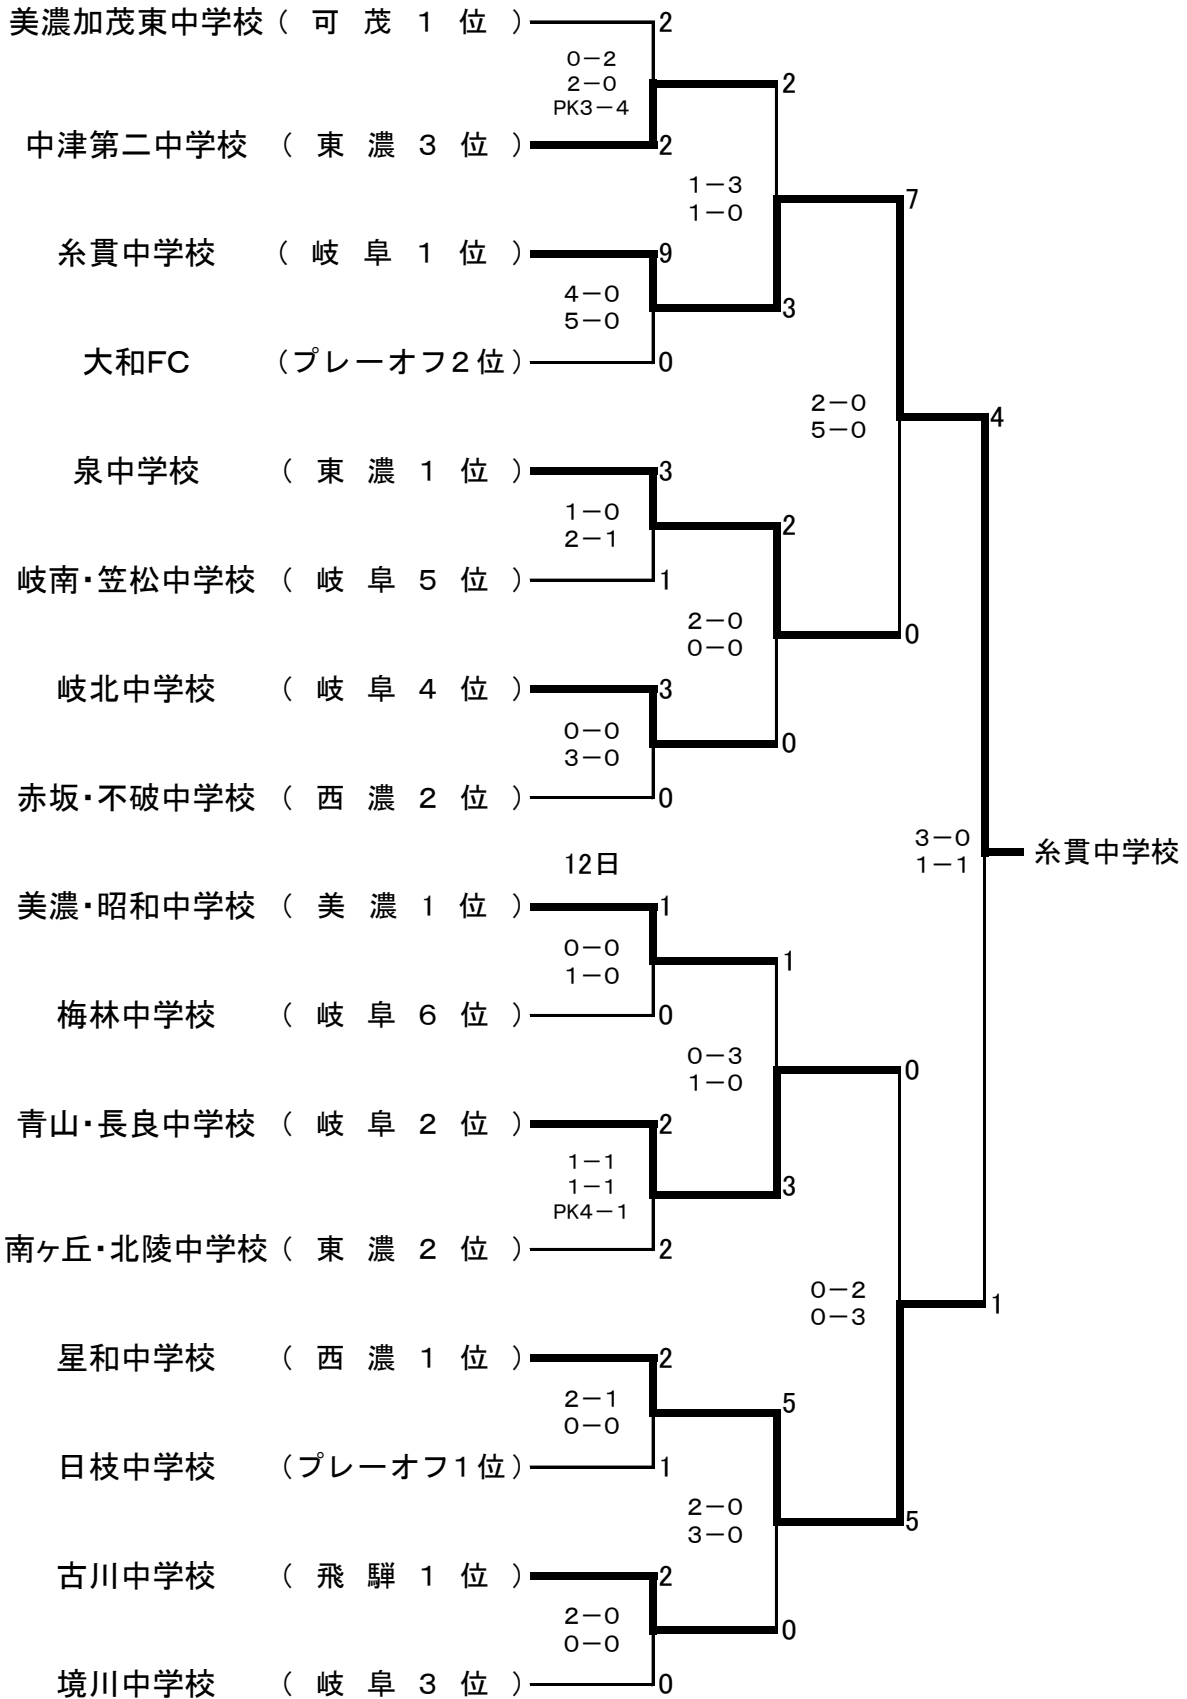 美濃加茂東中学校 ( 可 茂 1 位 ) 2
0-2
2-0
PK3-4
2
中津第二中学校 ( 東 濃 3 位 ) 2
1-3
1-0
7
糸貫中学校 ( 岐 阜 1 位 ) 9
4-0
5-0
3
大和FC (プレーオフ2位) 0
2-0
5-0
4
泉中学校 ( 東 濃 1 位 ) 3
1-0
2-1
2
岐南・笠松中学校 ( 岐 阜 5 位 ) 1
2-0
0-0
0
岐北中学校 ( 岐 阜 4 位 ) 3
0-0
3-0
0
赤坂・不破中学校 ( 西 濃 2 位 ) 0
3-0
1-1
糸貫中学校
12日
美濃・昭和中学校 ( 美 濃 1 位 ) 1
0-0
1-0
1
梅林中学校 ( 岐 阜 6 位 ) 0
0-3
1-0
0
青山・長良中学校 ( 岐 阜 2 位 ) 2
1-1
1-1
PK4-1
3
南ヶ丘・北陵中学校 ( 東 濃 2 位 ) 2
0-2
0-3
1
星和中学校 ( 西 濃 1 位 ) 2
2-1
0-0
5
日枝中学校 (プレーオフ1位) 1
2-0
3-0
5
古川中学校 ( 飛 騨 1 位 ) 2
2-0
0-0
0
境川中学校 ( 岐 阜 3 位 ) 0